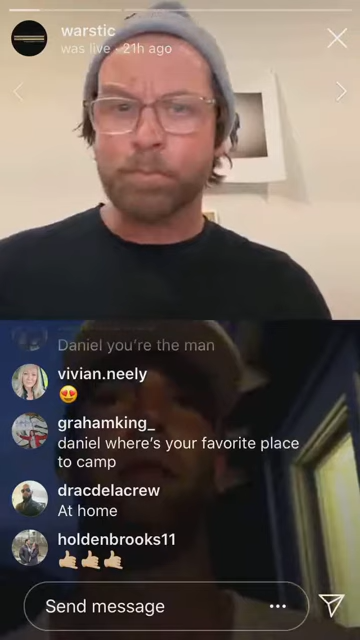 warstic
was live · 21h ago
Daniel you're the man
vivian.neely
grahamking_
daniel where's your favorite place
to camp
dracdelacrew
At home
holdenbrooks11
Send message